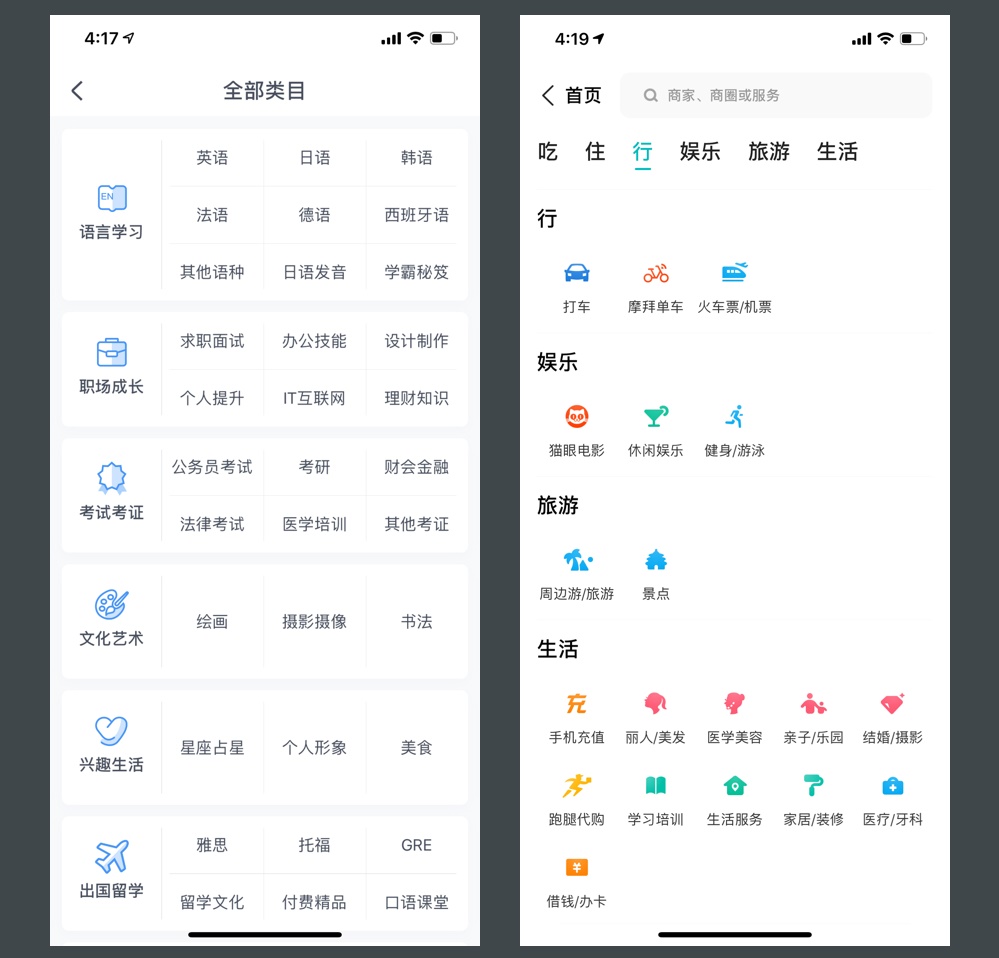 4:17
全部类目
EN
语言学习
英语 日语 韩语
法语 德语 西班牙语
其他语种 日语发音 学霸秘笈
职场成长
求职面试 办公技能 设计制作
个人提升 IT互联网 理财知识
考试考证
公务员考试 考研 财会金融
法律考试 医学培训 其他考证
文化艺术
绘画 摄影摄像 书法
兴趣生活
星座占星 个人形象 美食
出国留学
雅思 托福 GRE
留学文化 付费精品 口语课堂
4:19
首页 商家、商圈或服务
吃 住 行 娱乐 旅游 生活
行
打车 摩拜单车 火车票/机票
娱乐
猫眼电影 休闲娱乐 健身/游泳
旅游
周边游/旅游 景点
生活
充
手机充值 丽人/美发 医学美容 亲子/乐园 结婚/摄影
跑腿代购 学习培训 生活服务 家居/装修 医疗/牙科
¥
借钱/办卡